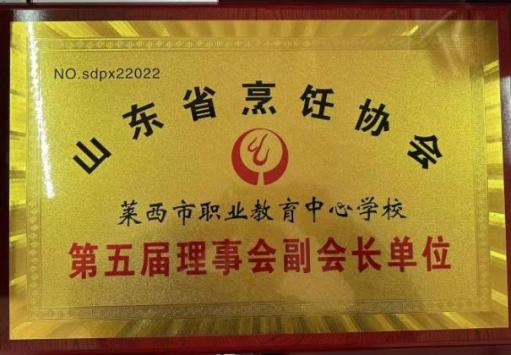 NO.sdpx22022
山东省烹饪协会
莱西市职业教育中心学校
第五届理事会副会长单位